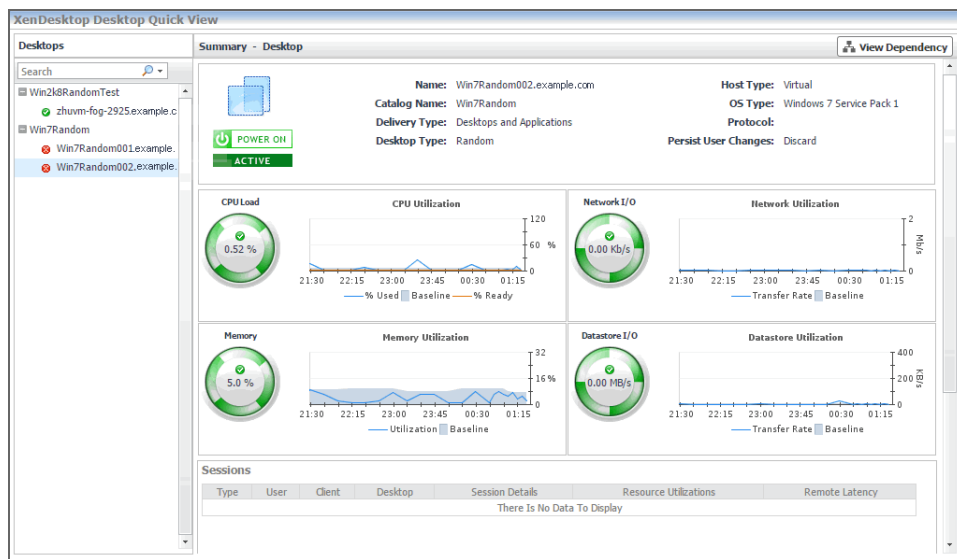 XenDesktop Desktop Quick View
Desktops
Search
Win2k8RandomTest
zhuvm-fog-2925.example.c
Win7Random
Win7Random001.example.
Win7Random002.example.
Summary - Desktop
View Dependency
POWER ON
ACTIVE
Name: Win7Random002.example.com
Catalog Name: Win7Random
Delivery Type: Desktops and Applications
Desktop Type: Random
Host Type: Virtual
OS Type: Windows 7 Service Pack 1
Protocol:
Persist User Changes: Discard
CPU Load
0.52 %
CPU Utilization
120
60 %
0
21:30 22:15 23:00 23:45 00:30 01:15
% Used Baseline % Ready
Network I/O
0.00 Kb/s
Network Utilization
2
1
0
Mb/s
21:30 22:15 23:00 23:45 00:30 01:15
Transfer Rate Baseline
Memory
5.0 %
Memory Utilization
32
16 %
0
21:30 22:15 23:00 23:45 00:30 01:15
Utilization Baseline
Datastore I/O
0.00 MB/s
Datastore Utilization
400
200
0
KB/s
21:30 22:15 23:00 23:45 00:30 01:15
Transfer Rate Baseline
Sessions
Type User Client Desktop Session Details Resource Utilizations Remote Latency
There Is No Data To Display